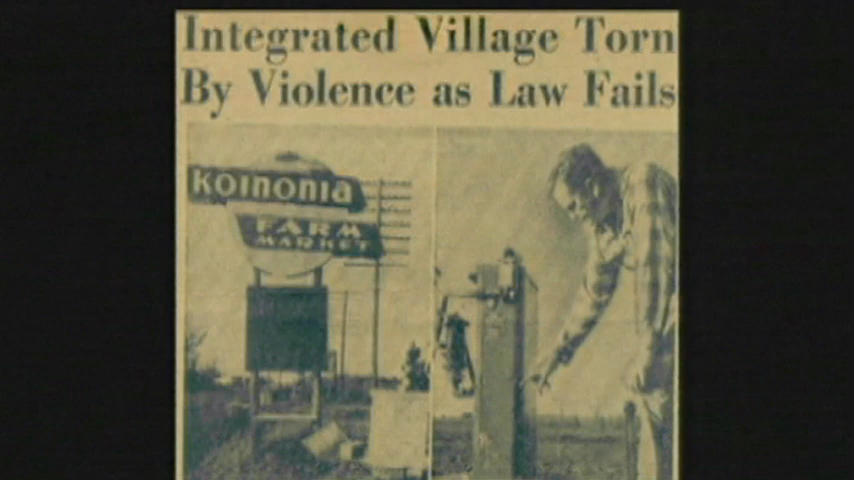 Integrated Village Torn
By Violence as Law Fails
KOINONIA
FARM
MARKET